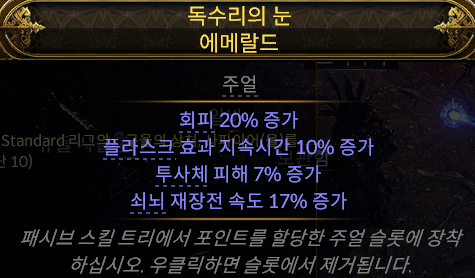 독수리의 눈
에메랄드
주얼
회피 20% 증가
플라스크 효과 지속시간 10% 증가
투사체 피해 7% 증가
쇠뇌 재장전 속도 17% 증가
패시브 스킬 트리에서 포인트를 할당한 주얼 슬롯에 장착
하십시오. 우클릭하면 슬롯에서 제거됩니다.
Standard 리그